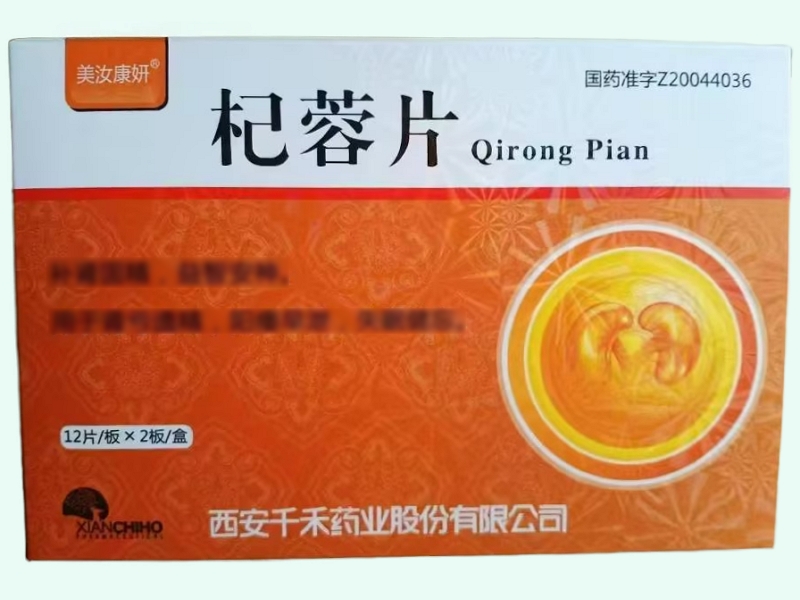 美汝康妍®
国药准字Z20044036
杞蓉片 Qirong Pian
12片/板×2板/盒
XIANCHIHO
PHARMACEUTICAL
西安千禾药业股份有限公司